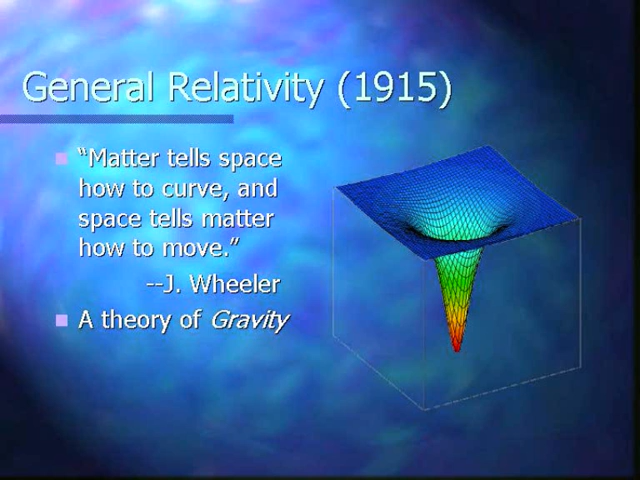 General Relativity (1915)
“Matter tells space
how to curve, and
space tells matter
how to move.”
--J. Wheeler
A theory of Gravity